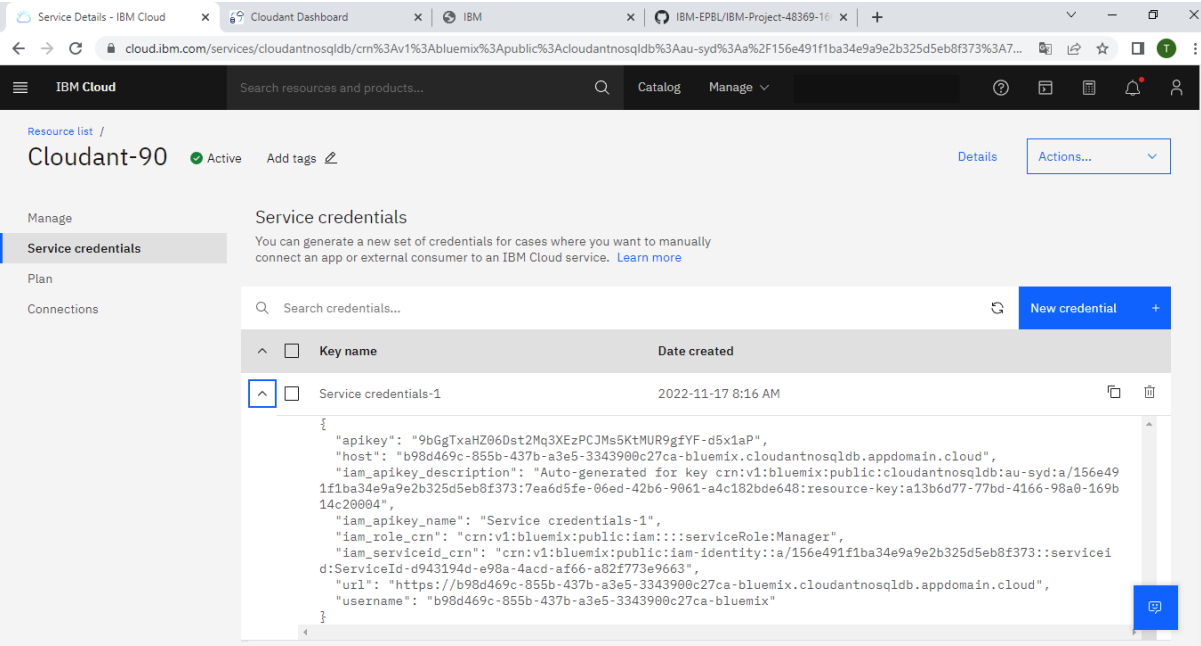 Service Details - IBM Cloud
Cloudant Dashboard
IBM
IBM-EPBL/IBM-Project-48369-16
cloud.ibm.com/services/cloudantnosqldb/crn%3Av1%3Abluemix%3Apublic%3Acloudantnosqldb%3Aau-syd%3Aa%2F156e491f1ba34e9a9e2b325d5eb8f373%3A7...
T
IBM Cloud
Search resources and products...
Catalog
Manage
Resource list /
Cloudant-90
Active
Add tags
Details
Actions...
Manage
Service credentials
Plan
Connections
Service credentials
You can generate a new set of credentials for cases where you want to manually
connect an app or external consumer to an IBM Cloud service. Learn more
Search credentials...
New credential +
Key name
Date created
Service credentials-1
2022-11-17 8:16 AM
{
"apikey": "9bGgTxaHZ06Dst2Mq3XEzPCJMs5KtMUR9gfYF-d5x1aP",
"host": "b98d469c-855b-437b-a3e5-3343900c27ca-bluemix.cloudantnosqldb.appdomain.cloud",
"iam_apikey_description": "Auto-generated for key crn:v1:bluemix:public:cloudantnosqldb:au-syd:a/156e49
1f1ba34e9a9e2b325d5eb8f373:7ea6d5fe-06ed-42b6-9061-a4c182bde648:resource-key:a13b6d77-77bd-4166-98a0-169b
14c20004",
"iam_apikey_name": "Service credentials-1",
"iam_role_crn": "crn:v1:bluemix:public:iam::::serviceRole:Manager",
"iam_serviceid_crn": "crn:v1:bluemix:public:iam-identity::a/156e491f1ba34e9a9e2b325d5eb8f373::servicei
d:ServiceId-d943194d-e98a-4acd-af66-a82f773e9663",
"url": "https://b98d469c-855b-437b-a3e5-3343900c27ca-bluemix.cloudantnosqldb.appdomain.cloud",
"username": "b98d469c-855b-437b-a3e5-3343900c27ca-bluemix"
}